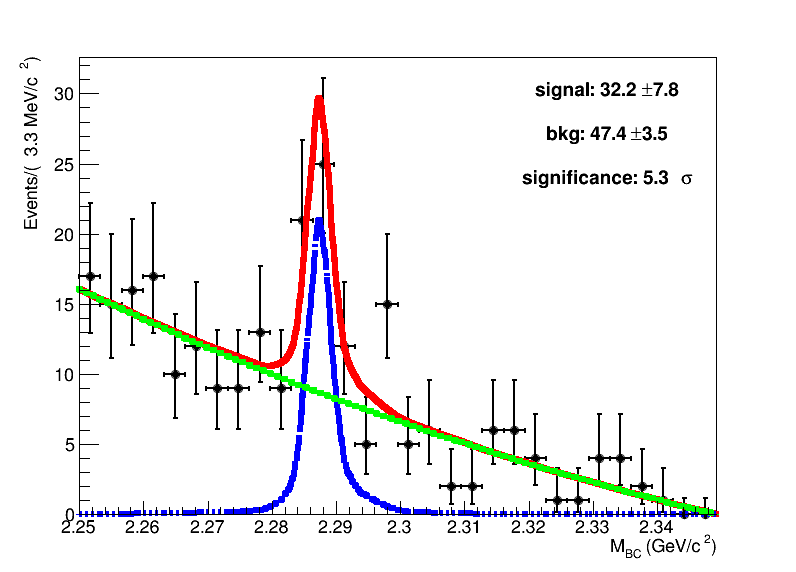 signal: 32.2 ±7.8
bkg: 47.4 ±3.5
significance: 5.3 σ
Events/( 3.3 MeV/c²)
30
25
20
15
10
5
0
2.25 2.26 2.27 2.28 2.29 2.3 2.31 2.32 2.33 2.34
M_BC (GeV/c²)